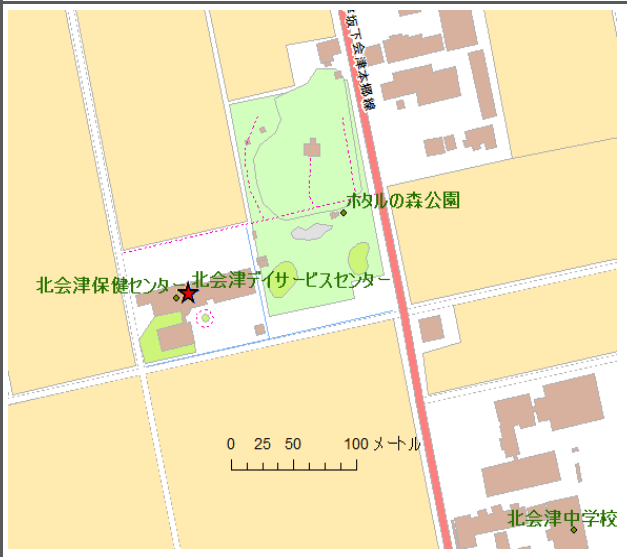 坂下会津本郷線
ホタルの森公園
北会津保健センター
北会津デイサービスセンター
0 25 50 100 メートル
北会津中学校